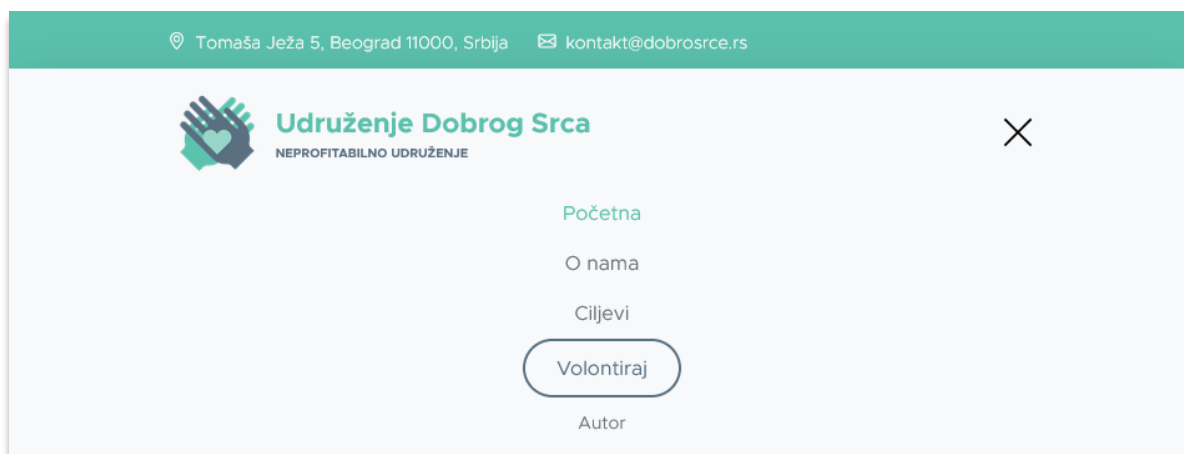 Tomaša Ježa 5, Beograd 11000, Srbija kontakt@dobrosrce.rs
Udruženje Dobrog Srca
NEPROFITABILNO UDRUŽENJE
Početna
O nama
Ciljevi
Volontiraj
Autor